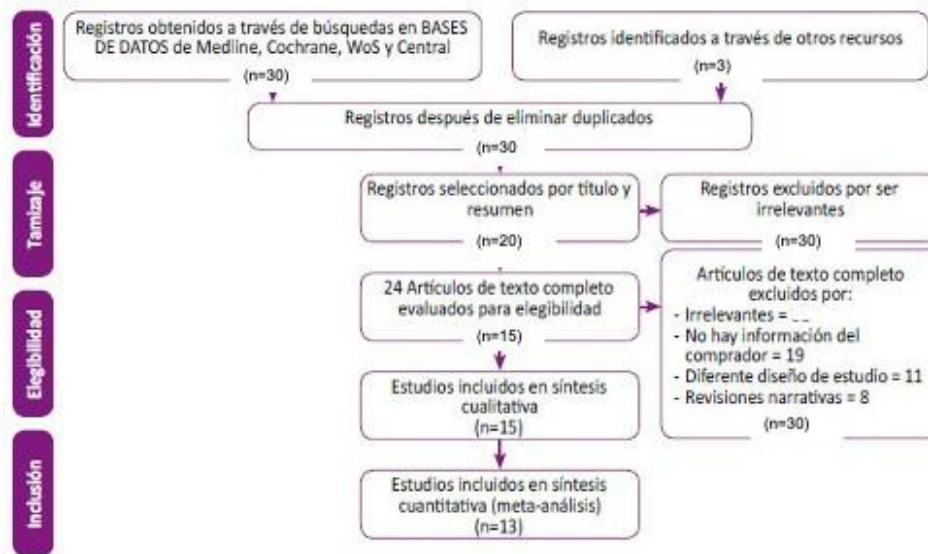 Identificación
Registros obtenidos a través de búsquedas en BASES
DE DATOS de Medline, Cochrane, WoS y Central
(n=30)
Registros identificados a través de otros recursos
(n=3)
Registros después de eliminar duplicados
(n=30
Tamizaje
Registros seleccionados por título y
resumen
(n=20)
Registros excluidos por ser
irrelevantes
(n=30)
Elegibilidad
24 Artículos de texto completo
evaluados para elegibilidad
(n=15)
Artículos de texto completo
excluidos por:
- Irrelevantes = _ _
- No hay información del
comprador = 19
- Diferente diseño de estudio = 11
- Revisiones narrativas = 8
(n=30)
Estudios incluidos en síntesis
cualitativa
(n=15)
Inclusión
Estudios incluidos en síntesis
cuantitativa (meta-análisis)
(n=13)